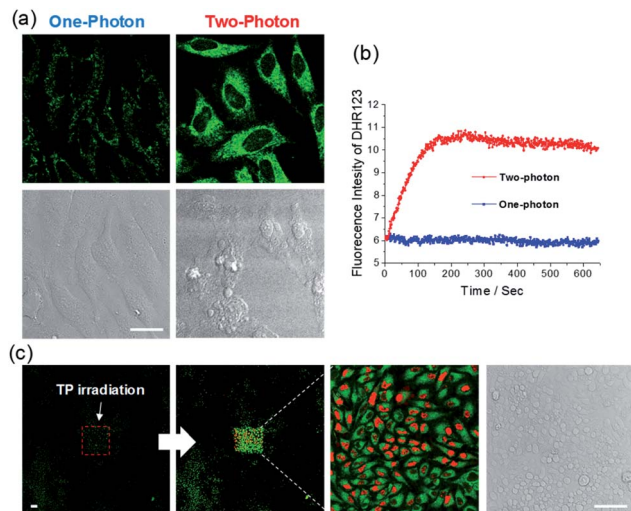 (a)
One-Photon
Two-Photon
(b)
Fluorecence Intesity of DHR123
12
11
10
9
8
7
6
5
Two-photon
One-photon
0
100
200
300
400
500
600
Time / Sec
(c)
TP irradiation